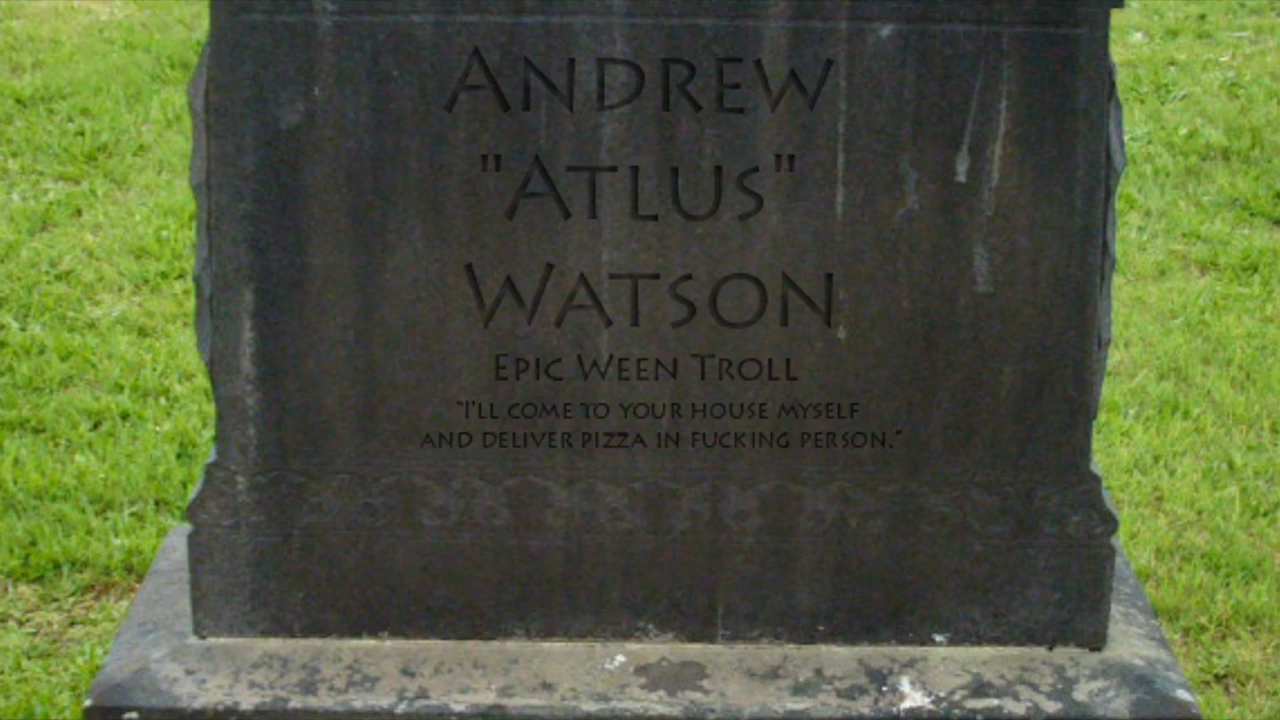 ANDREW
"ATLUS"
WATSON
EPIC WEEN TROLL
"I'LL COME TO YOUR HOUSE MYSELF
AND DELIVER PIZZA IN FUCKING PERSON."